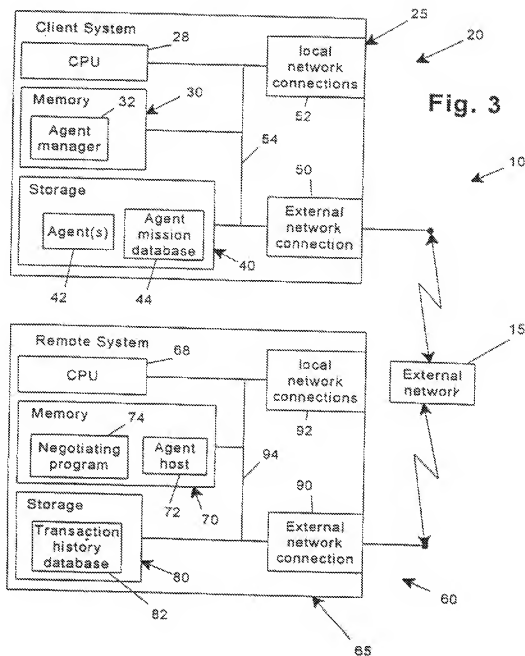 Client System
28
CPU
local
network
connections
25
20
52
Fig. 3
Memory
32
30
Agent
manager
54
10
Storage
50
Agent(s)
Agent
mission
database
External
network
connection
42
44
40
Remote System
68
CPU
local
network
connections
15
External
network
92
Memory
74
Negotiating
program
Agent
host
72
70
94
90
Storage
Transaction
history
database
80
External
network
connection
82
60
65